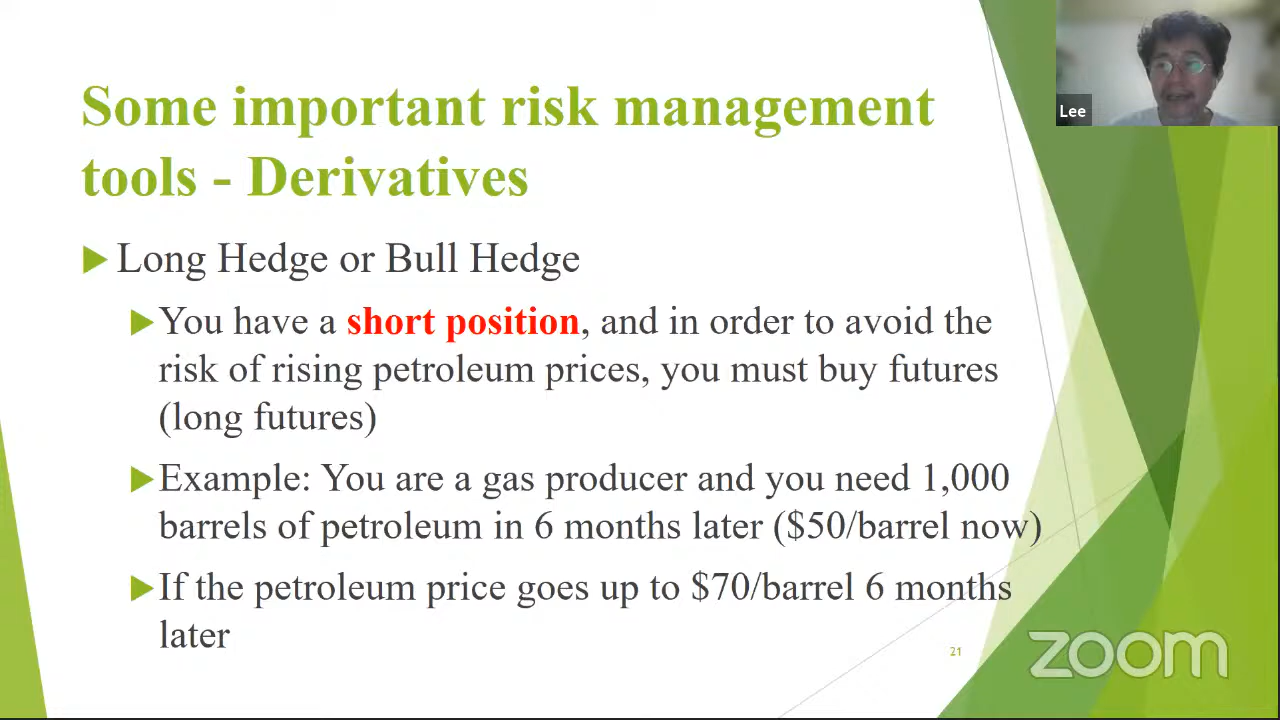 Some important risk management
tools - Derivatives
Long Hedge or Bull Hedge
You have a short position, and in order to avoid the
risk of rising petroleum prices, you must buy futures
(long futures)
Example: You are a gas producer and you need 1,000
barrels of petroleum in 6 months later ($50/barrel now)
If the petroleum price goes up to $70/barrel 6 months
later
21
Lee
zoom